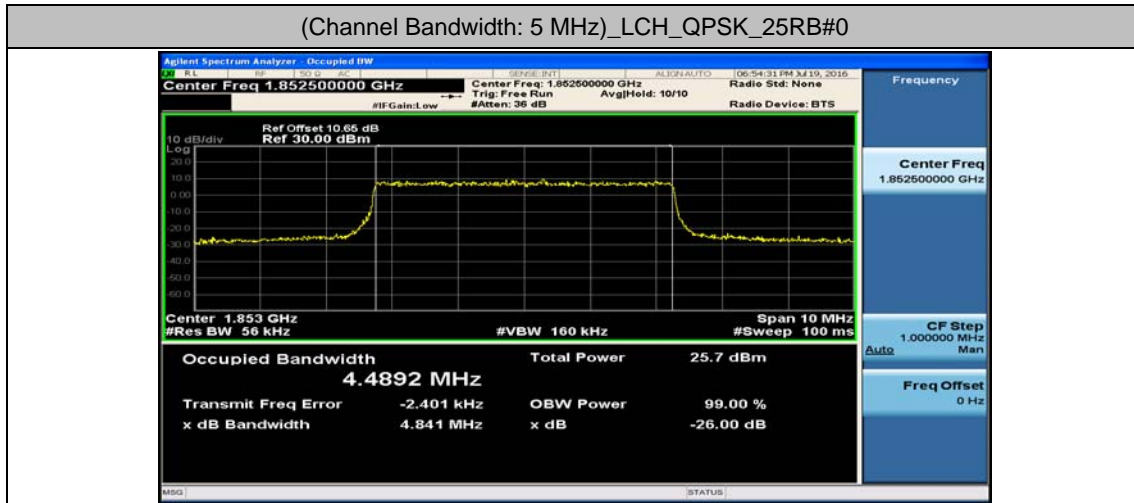 (Channel Bandwidth: 5 MHz)_LCH_QPSK_25RB#0
Agilent Spectrum Analyzer - Occupied BW
LXI RL RF 50 Ω AC SENSE:INT ALIGN AUTO 06:54:31 PM Jul 19, 2016
Center Freq 1.852500000 GHz
Center Freq: 1.852500000 GHz Radio Std: None
Trig: Free Run Avg|Hold: 10/10
#IFGain:Low #Atten: 36 dB Radio Device: BTS
Ref Offset 10.65 dB
10 dB/div Ref 30.00 dBm
Log
20.0
10.0
0.00
-10.0
-20.0
-30.0
-40.0
-50.0
-60.0
Center 1.853 GHz Span 10 MHz
#Res BW 56 kHz #VBW 160 kHz #Sweep 100 ms
Occupied Bandwidth Total Power 25.7 dBm
4.4892 MHz
Transmit Freq Error -2.401 kHz OBW Power 99.00 %
x dB Bandwidth 4.841 MHz x dB -26.00 dB
MSG STATUS
Frequency
Center Freq
1.852500000 GHz
CF Step
1.000000 MHz
Auto Man
Freq Offset
0 Hz